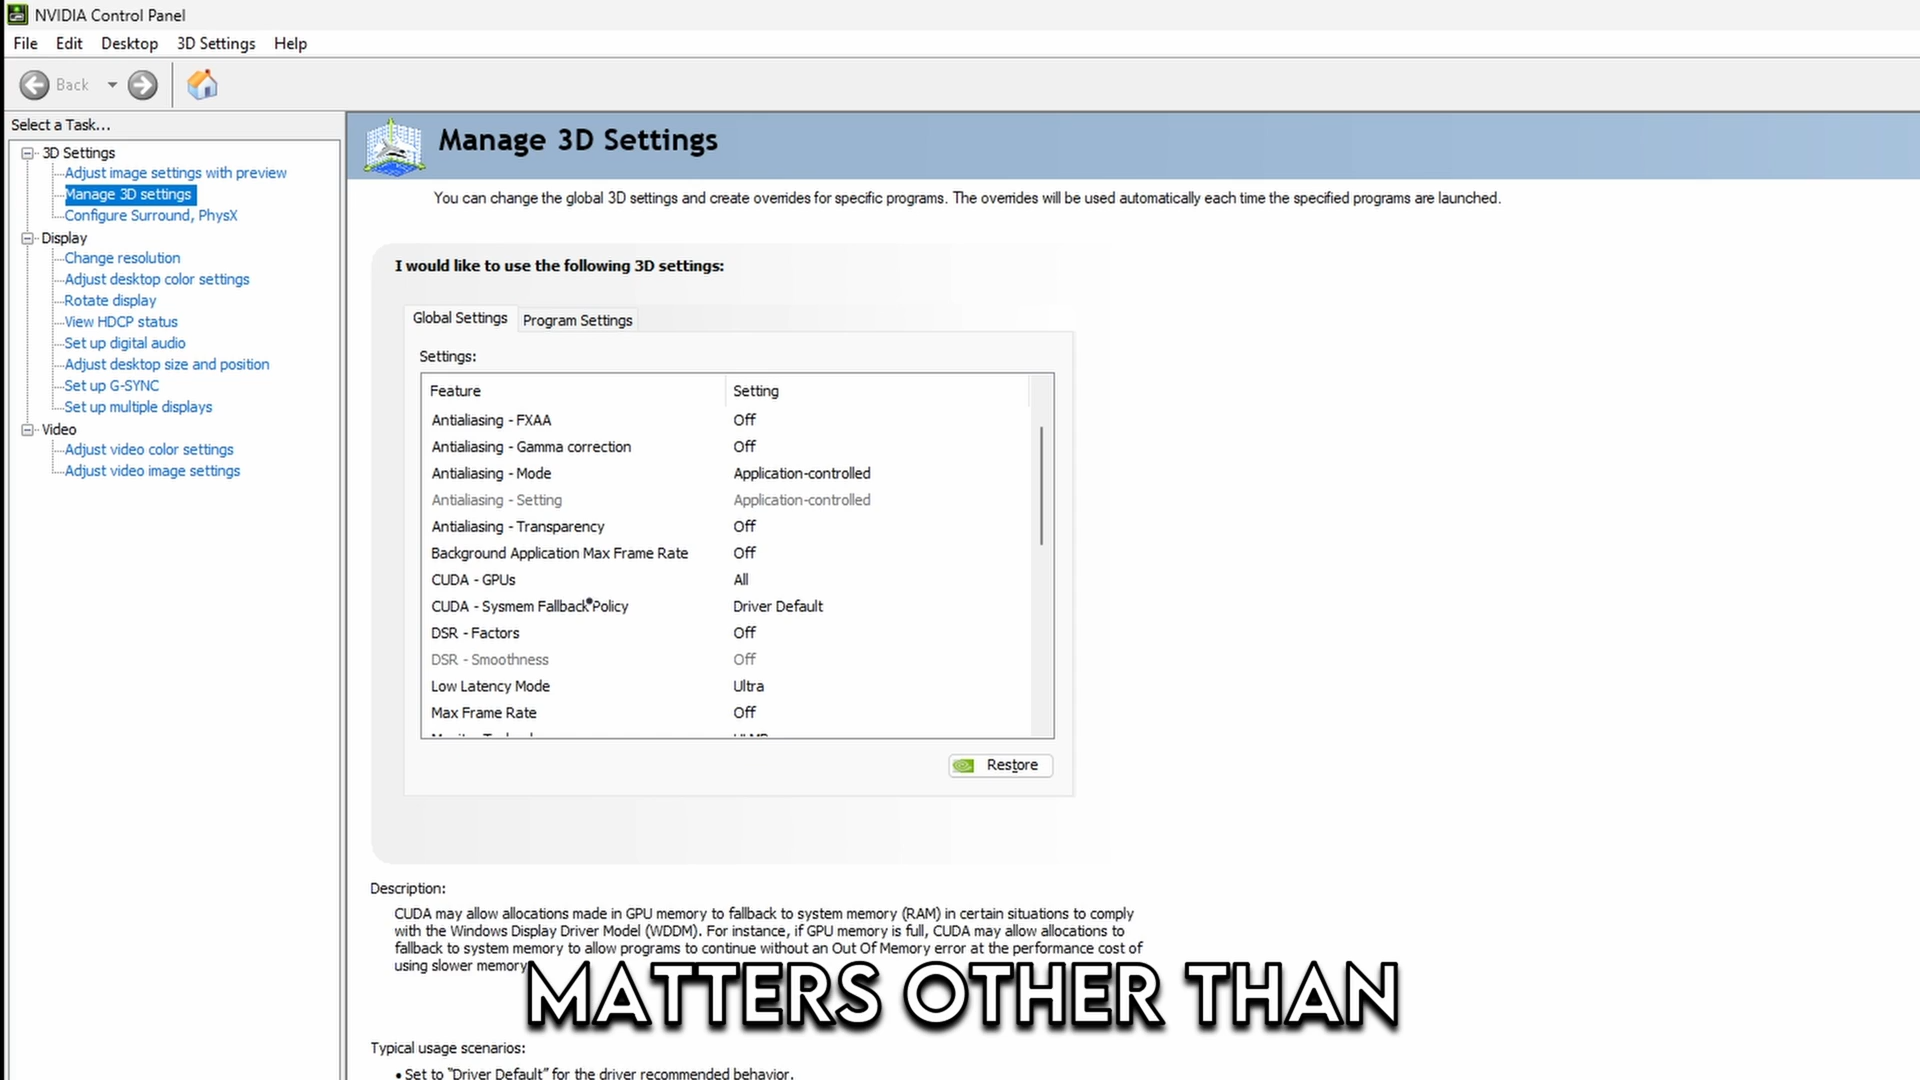 NVIDIA Control Panel
File Edit Desktop 3D Settings Help
Back
Select a Task...
3D Settings
Adjust image settings with preview
Manage 3D settings
Configure Surround, PhysX
Display
Change resolution
Adjust desktop color settings
Rotate display
View HDCP status
Set up digital audio
Adjust desktop size and position
Set up G-SYNC
Set up multiple displays
Video
Adjust video color settings
Adjust video image settings
Manage 3D Settings
You can change the global 3D settings and create overrides for specific programs. The overrides will be used automatically each time the specified programs are launched.
I would like to use the following 3D settings:
Global Settings Program Settings
Settings:
Feature Setting
Antialiasing - FXAA Off
Antialiasing - Gamma correction Off
Antialiasing - Mode Application-controlled
Antialiasing - Setting Application-controlled
Antialiasing - Transparency Off
Background Application Max Frame Rate Off
CUDA - GPUs All
CUDA - Sysmem Fallback Policy Driver Default
DSR - Factors Off
DSR - Smoothness Off
Low Latency Mode Ultra
Max Frame Rate Off
Restore
Description:
CUDA may allow allocations made in GPU memory to fallback to system memory (RAM) in certain situations to comply
with the Windows Display Driver Model (WDDM). For instance, if GPU memory is full, CUDA may allow allocations to
fallback to system memory to allow programs to continue without an Out Of Memory error at the performance cost of
using slower memory
MATTERS OTHER THAN
Typical usage scenarios:
• Set to "Driver Default" for the driver recommended behavior.